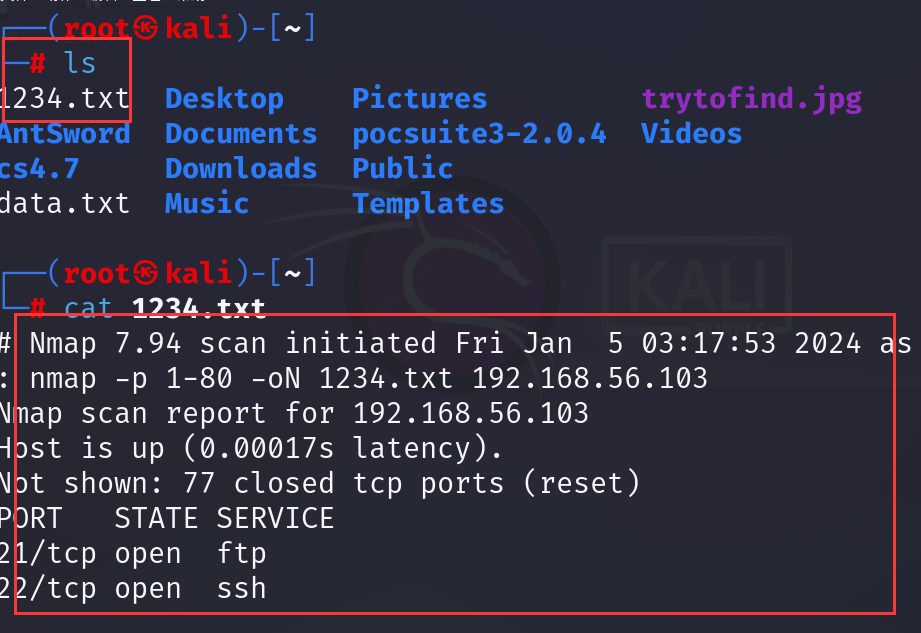 ┌──(root㉿kali)-[~]
└─# ls
1234.txt  Desktop    Pictures         trytofind.jpg
AntSword  Documents  pocsuite3-2.0.4  Videos
cs4.7     Downloads  Public
data.txt  Music      Templates
┌──(root㉿kali)-[~]
└─# cat 1234.txt
# Nmap 7.94 scan initiated Fri Jan  5 03:17:53 2024 as
: nmap -p 1-80 -oN 1234.txt 192.168.56.103
Nmap scan report for 192.168.56.103
Host is up (0.00017s latency).
Not shown: 77 closed tcp ports (reset)
PORT   STATE SERVICE
21/tcp open  ftp
22/tcp open  ssh
KALI